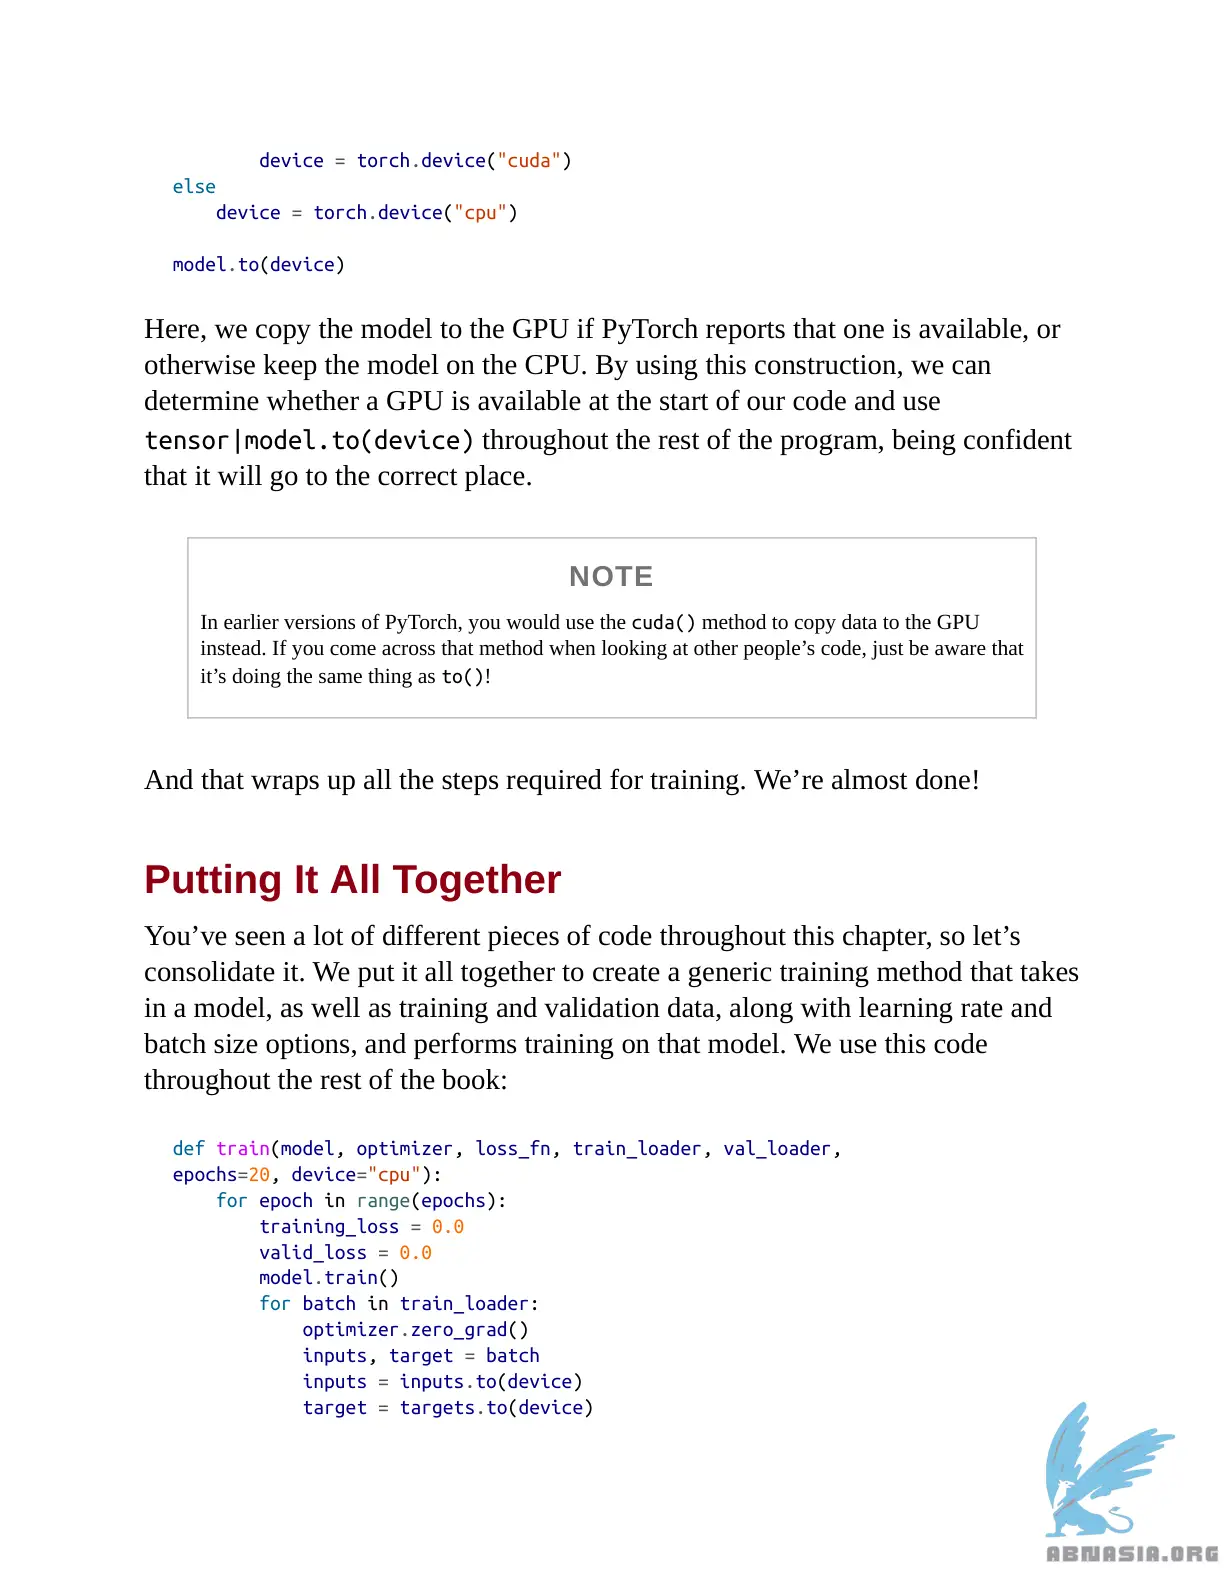 device = torch.device("cuda")
else
    device = torch.device("cpu")

model.to(device)
Here, we copy the model to the GPU if PyTorch reports that one is available, or
otherwise keep the model on the CPU. By using this construction, we can
determine whether a GPU is available at the start of our code and use
tensor|model.to(device) throughout the rest of the program, being confident
that it will go to the correct place.
NOTE
In earlier versions of PyTorch, you would use the cuda() method to copy data to the GPU
instead. If you come across that method when looking at other people’s code, just be aware that
it’s doing the same thing as to()!
And that wraps up all the steps required for training. We’re almost done!
Putting It All Together
You’ve seen a lot of different pieces of code throughout this chapter, so let’s
consolidate it. We put it all together to create a generic training method that takes
in a model, as well as training and validation data, along with learning rate and
batch size options, and performs training on that model. We use this code
throughout the rest of the book:
def train(model, optimizer, loss_fn, train_loader, val_loader,
epochs=20, device="cpu"):
    for epoch in range(epochs):
        training_loss = 0.0
        valid_loss = 0.0
        model.train()
        for batch in train_loader:
            optimizer.zero_grad()
            inputs, target = batch
            inputs = inputs.to(device)
            target = targets.to(device)
ABNASIA.ORG